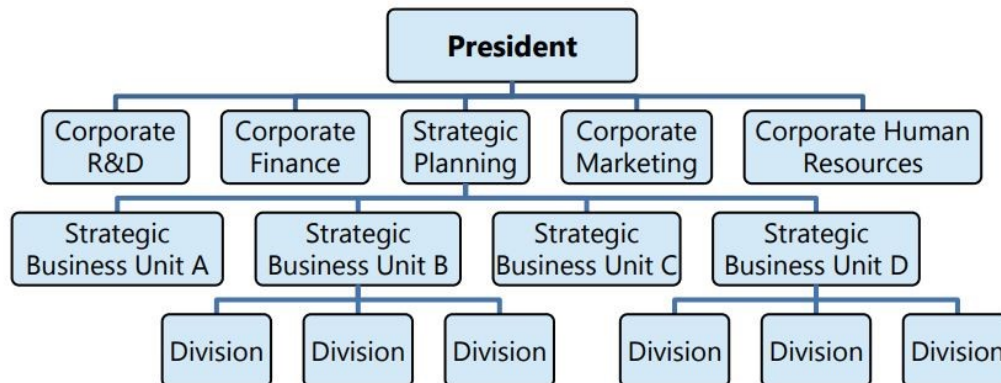 President
Corporate
R&D
Corporate
Finance
Strategic
Planning
Corporate
Marketing
Corporate Human
Resources
Strategic
Business Unit A
Strategic
Business Unit B
Strategic
Business Unit C
Strategic
Business Unit D
Division
Division
Division
Division
Division
Division